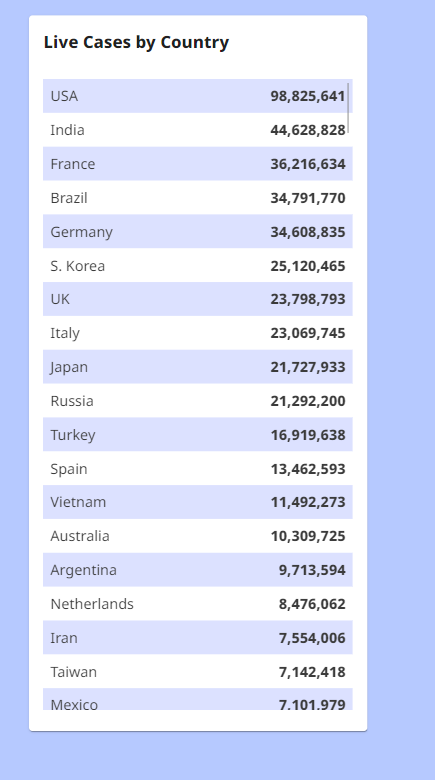 Live Cases by Country
USA 98,825,641
India 44,628,828
France 36,216,634
Brazil 34,791,770
Germany 34,608,835
S. Korea 25,120,465
UK 23,798,793
Italy 23,069,745
Japan 21,727,933
Russia 21,292,200
Turkey 16,919,638
Spain 13,462,593
Vietnam 11,492,273
Australia 10,309,725
Argentina 9,713,594
Netherlands 8,476,062
Iran 7,554,006
Taiwan 7,142,418
Mexico 7,101,979